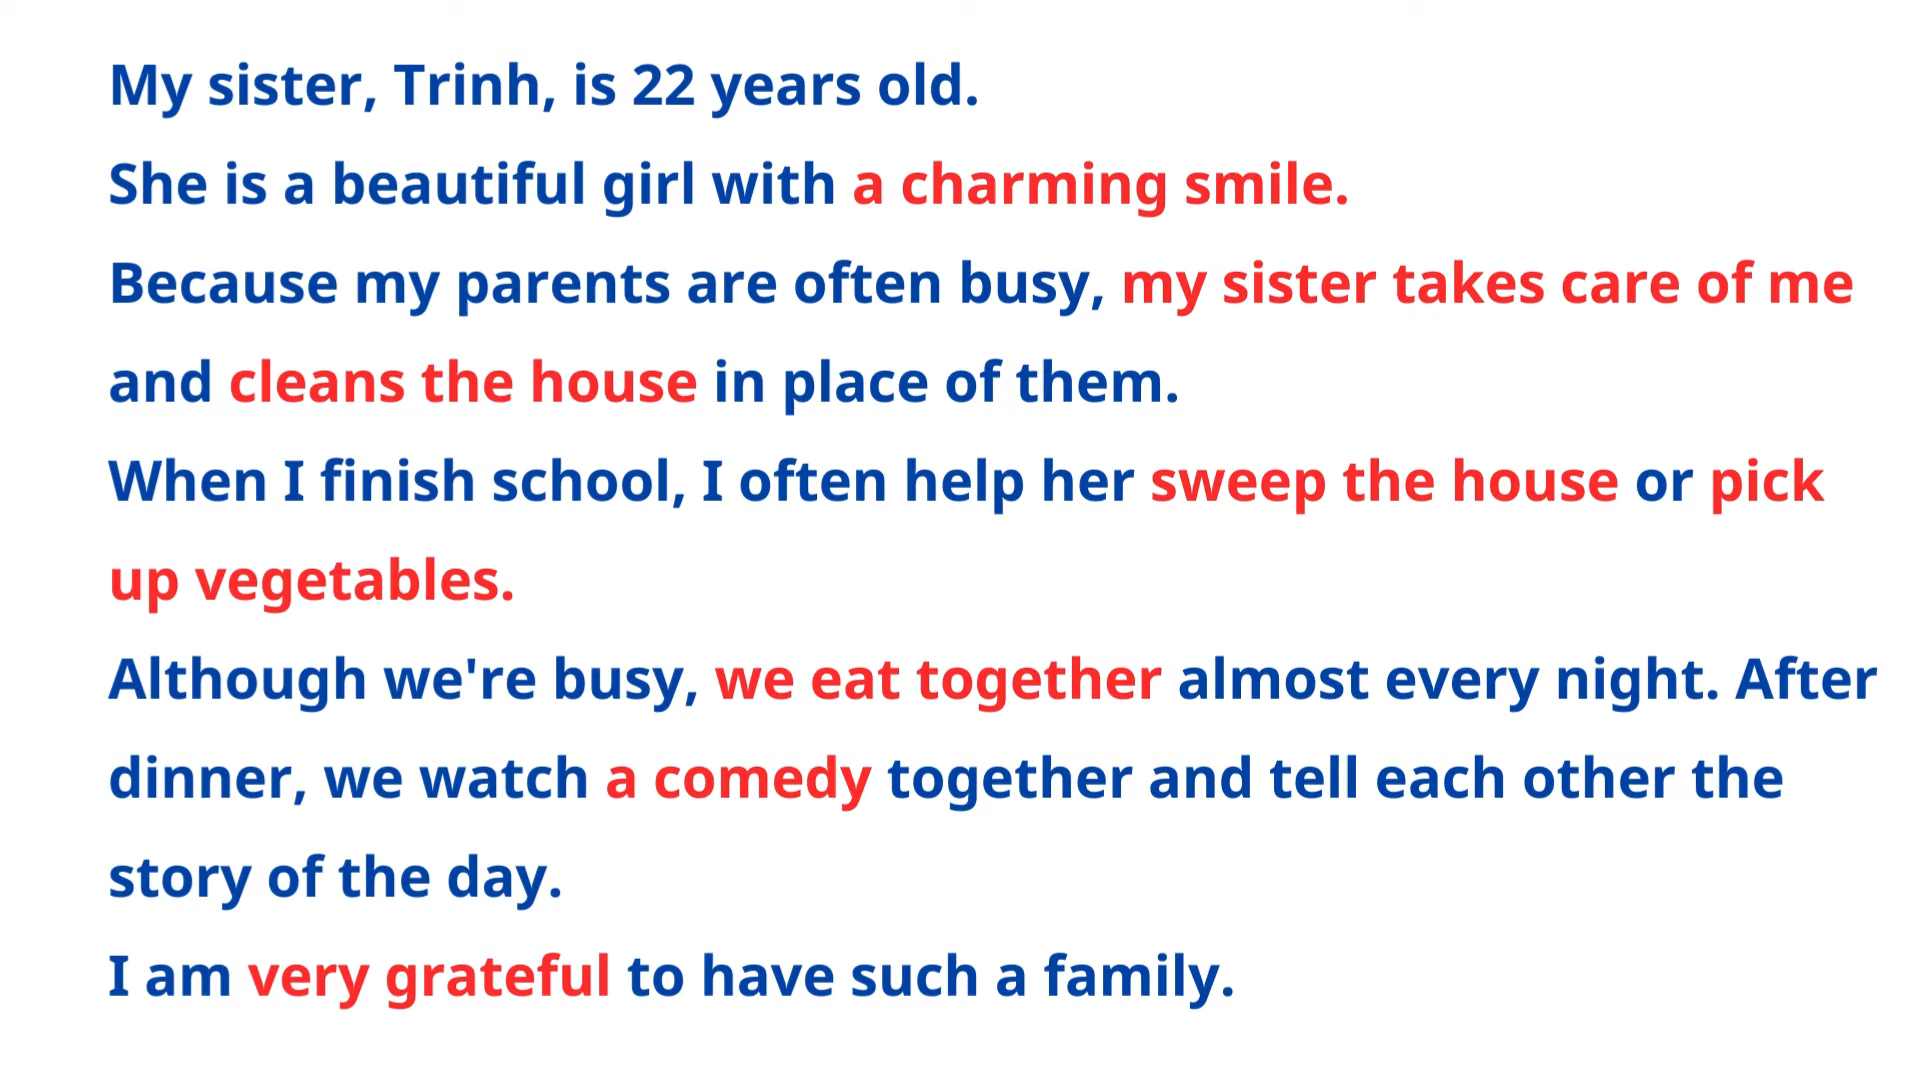 My sister, Trinh, is 22 years old.
She is a beautiful girl with a charming smile.
Because my parents are often busy, my sister takes care of me
and cleans the house in place of them.
When I finish school, I often help her sweep the house or pick
up vegetables.
Although we're busy, we eat together almost every night. After
dinner, we watch a comedy together and tell each other the
story of the day.
I am very grateful to have such a family.